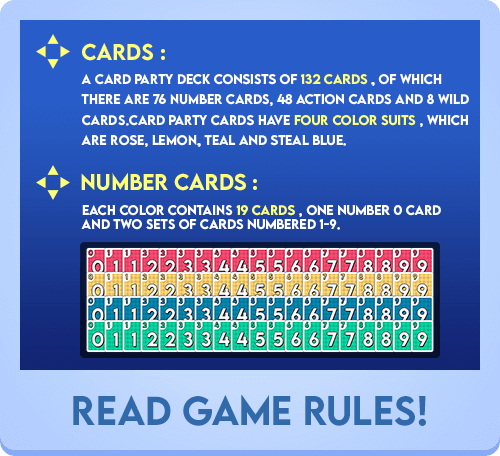 CARDS :
A CARD PARTY DECK CONSISTS OF 132 CARDS , OF WHICH
THERE ARE 76 NUMBER CARDS, 48 ACTION CARDS AND 8 WILD
CARDS.CARD PARTY CARDS HAVE FOUR COLOR SUITS , WHICH
ARE ROSE, LEMON, TEAL AND STEAL BLUE.
NUMBER CARDS :
EACH COLOR CONTAINS 19 CARDS , ONE NUMBER 0 CARD
AND TWO SETS OF CARDS NUMBERED 1-9.
0 1 1 2 2 3 3 4 4 5 5 6 6 7 7 8 8 9 9
0 1 1 2 2 3 3 4 4 5 5 6 6 7 7 8 8 9 9
0 1 1 2 2 3 3 4 4 5 5 6 6 7 7 8 8 9 9
0 1 1 2 2 3 3 4 4 5 5 6 6 7 7 8 8 9 9
READ GAME RULES!